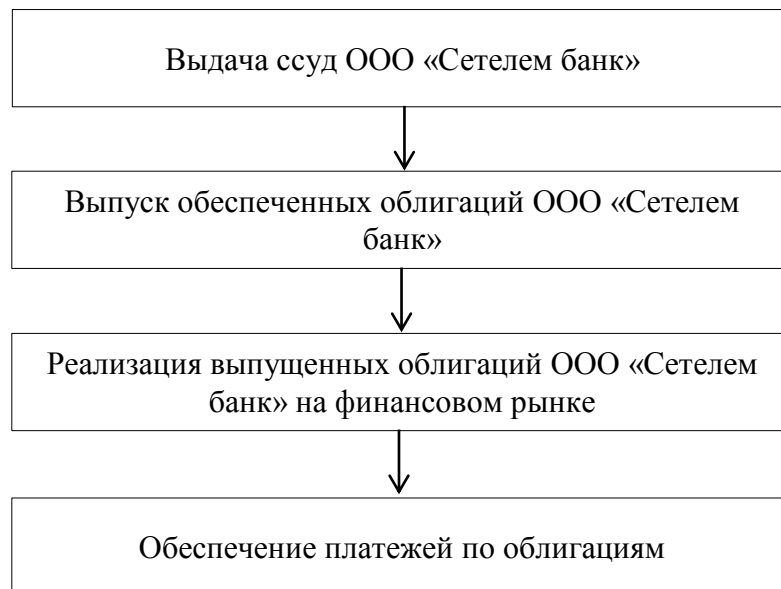 Выдача ссуд ООО «Сетелем банк»
Выпуск обеспеченных облигаций ООО «Сетелем
банк»
Реализация выпущенных облигаций ООО «Сетелем
банк» на финансовом рынке
Обеспечение платежей по облигациям